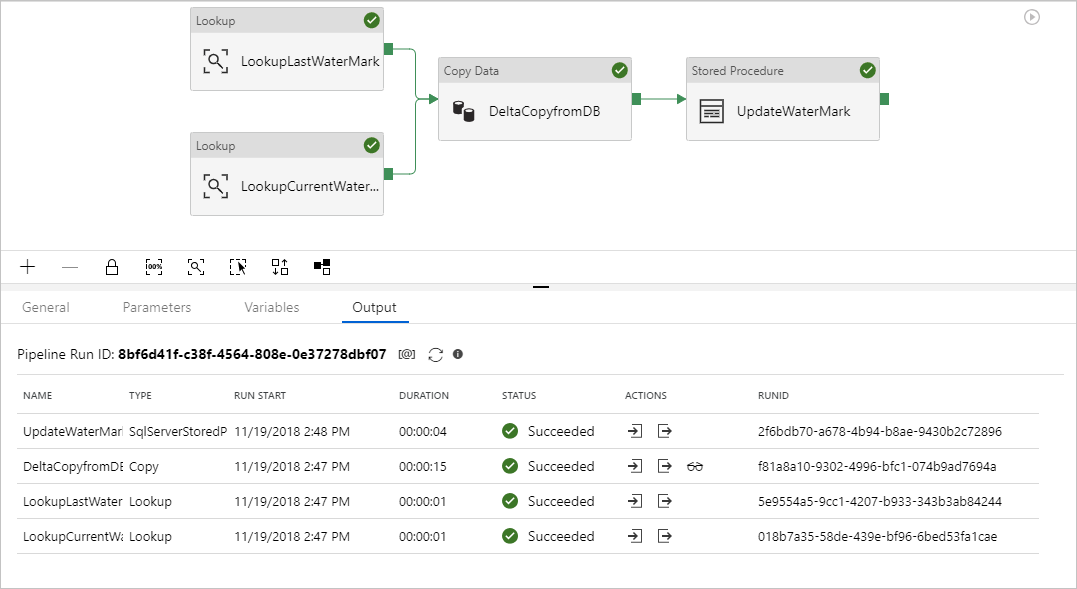 Lookup
LookupLastWaterMark
Lookup
LookupCurrentWater...
Copy Data
DeltaCopyfromDB
Stored Procedure
UpdateWaterMark
100%
General Parameters Variables Output
Pipeline Run ID: 8bf6d41f-c38f-4564-808e-0e37278dbf07 [@]
NAME TYPE RUN START DURATION STATUS ACTIONS RUNID
UpdateWaterMar SqlServerStoredP 11/19/2018 2:48 PM 00:00:04 Succeeded 2f6bdb70-a678-4b94-b8ae-9430b2c72896
DeltaCopyfromDB Copy 11/19/2018 2:47 PM 00:00:15 Succeeded f81a8a10-9302-4996-bfc1-074b9ad7694a
LookupLastWater Lookup 11/19/2018 2:47 PM 00:00:01 Succeeded 5e9554a5-9cc1-4207-b933-343b3ab84244
LookupCurrentWa Lookup 11/19/2018 2:47 PM 00:00:01 Succeeded 018b7a35-58de-439e-bf96-6bed53fa1cae